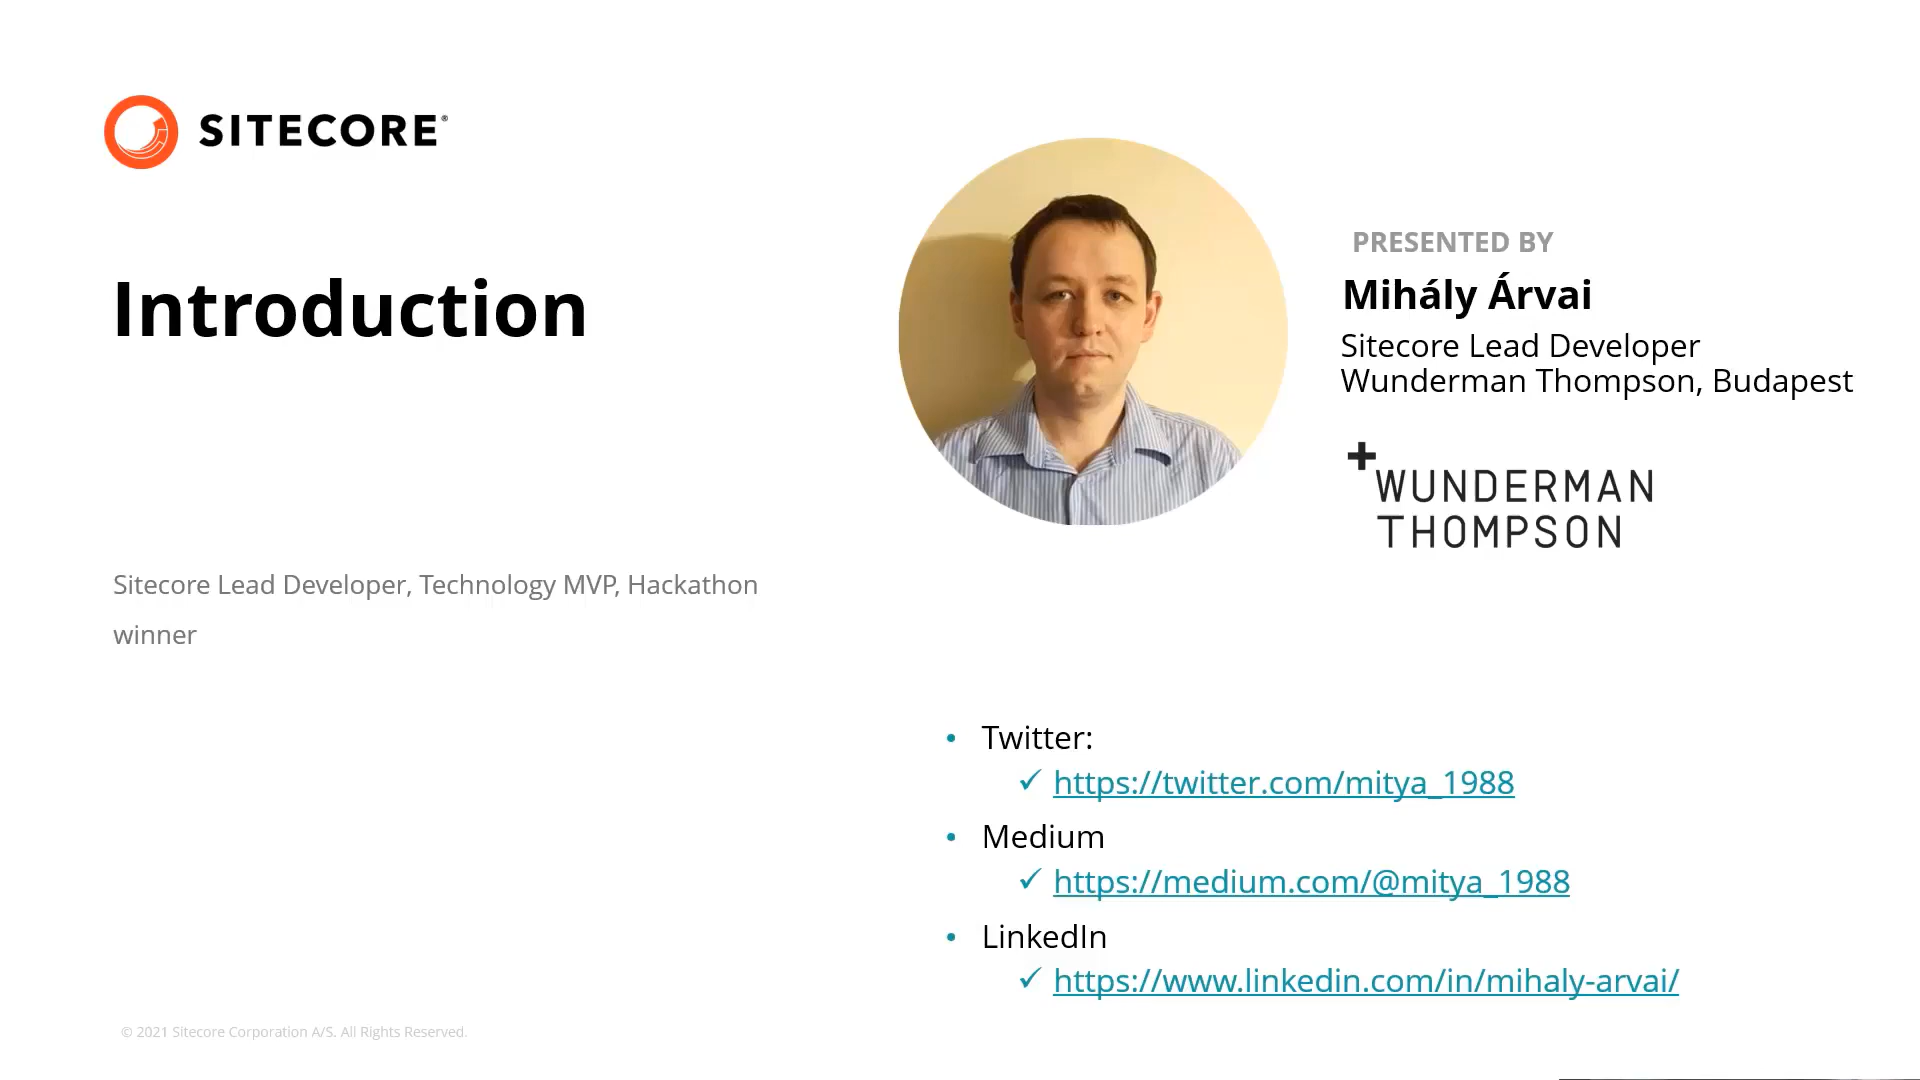 SITECORE®
Introduction
Sitecore Lead Developer, Technology MVP, Hackathon
winner
PRESENTED BY
Mihály Árvai
Sitecore Lead Developer
Wunderman Thompson, Budapest
+WUNDERMAN
THOMPSON
• Twitter:
✓ https://twitter.com/mitya_1988
• Medium
✓ https://medium.com/@mitya_1988
• LinkedIn
✓ https://www.linkedin.com/in/mihaly-arvai/
© 2021 Sitecore Corporation A/S. All Rights Reserved.